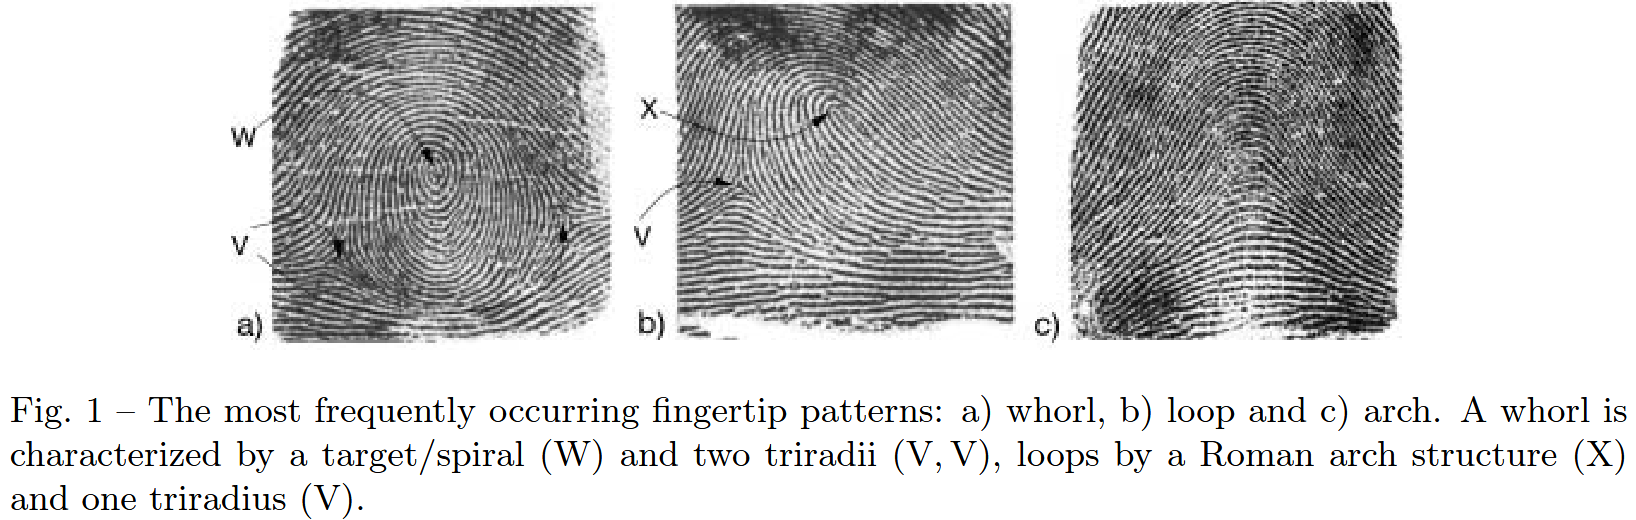 W
V
a)
X
V
b)
c)
Fig. 1 – The most frequently occurring fingertip patterns: a) whorl, b) loop and c) arch. A whorl is
characterized by a target/spiral (W) and two triradii (V, V), loops by a Roman arch structure (X)
and one triradius (V).